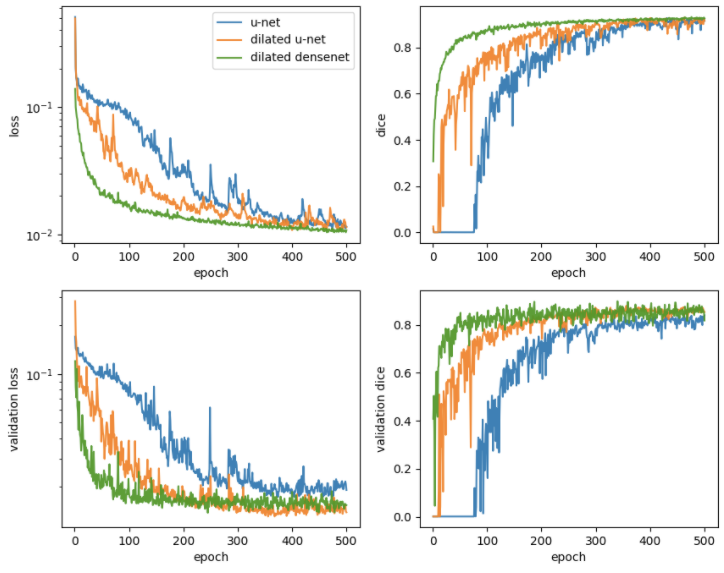 u-net
dilated u-net
dilated densenet
10⁻¹
10⁻²
loss
0 100 200 300 400 500
epoch
0.8
0.6
0.4
0.2
0.0
dice
0 100 200 300 400 500
epoch
10⁻¹
validation loss
0 100 200 300 400 500
epoch
0.8
0.6
0.4
0.2
0.0
validation dice
0 100 200 300 400 500
epoch